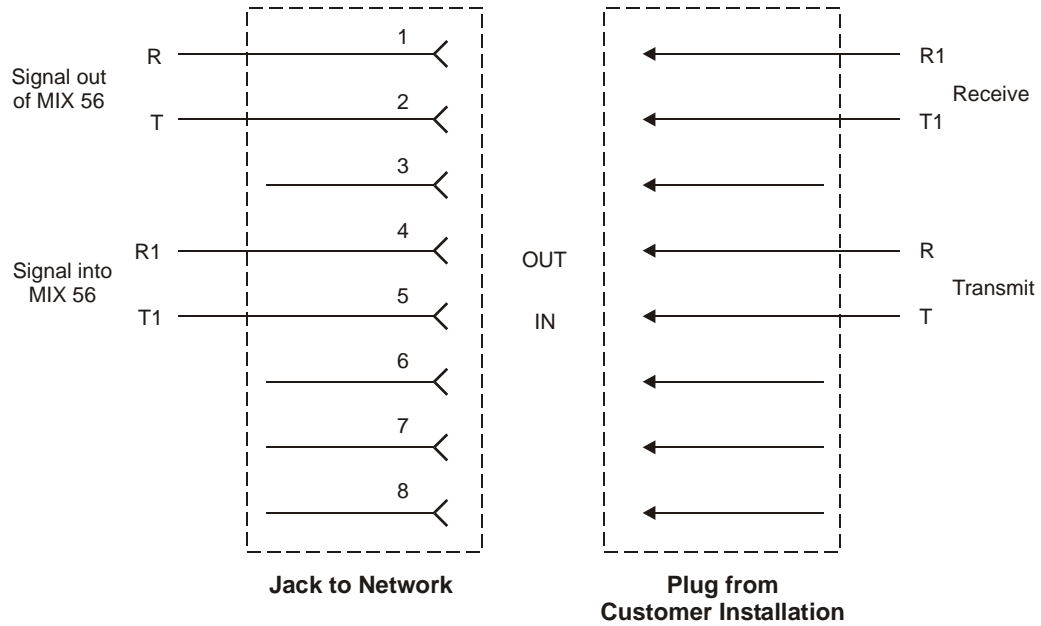 1
R
R1
Signal out
of MIX 56
Receive
2
T
T1
3
4
R1
R
OUT
Signal into
MIX 56
Transmit
5
T1
IN
T
6
7
8
Jack to Network
Plug from
Customer Installation